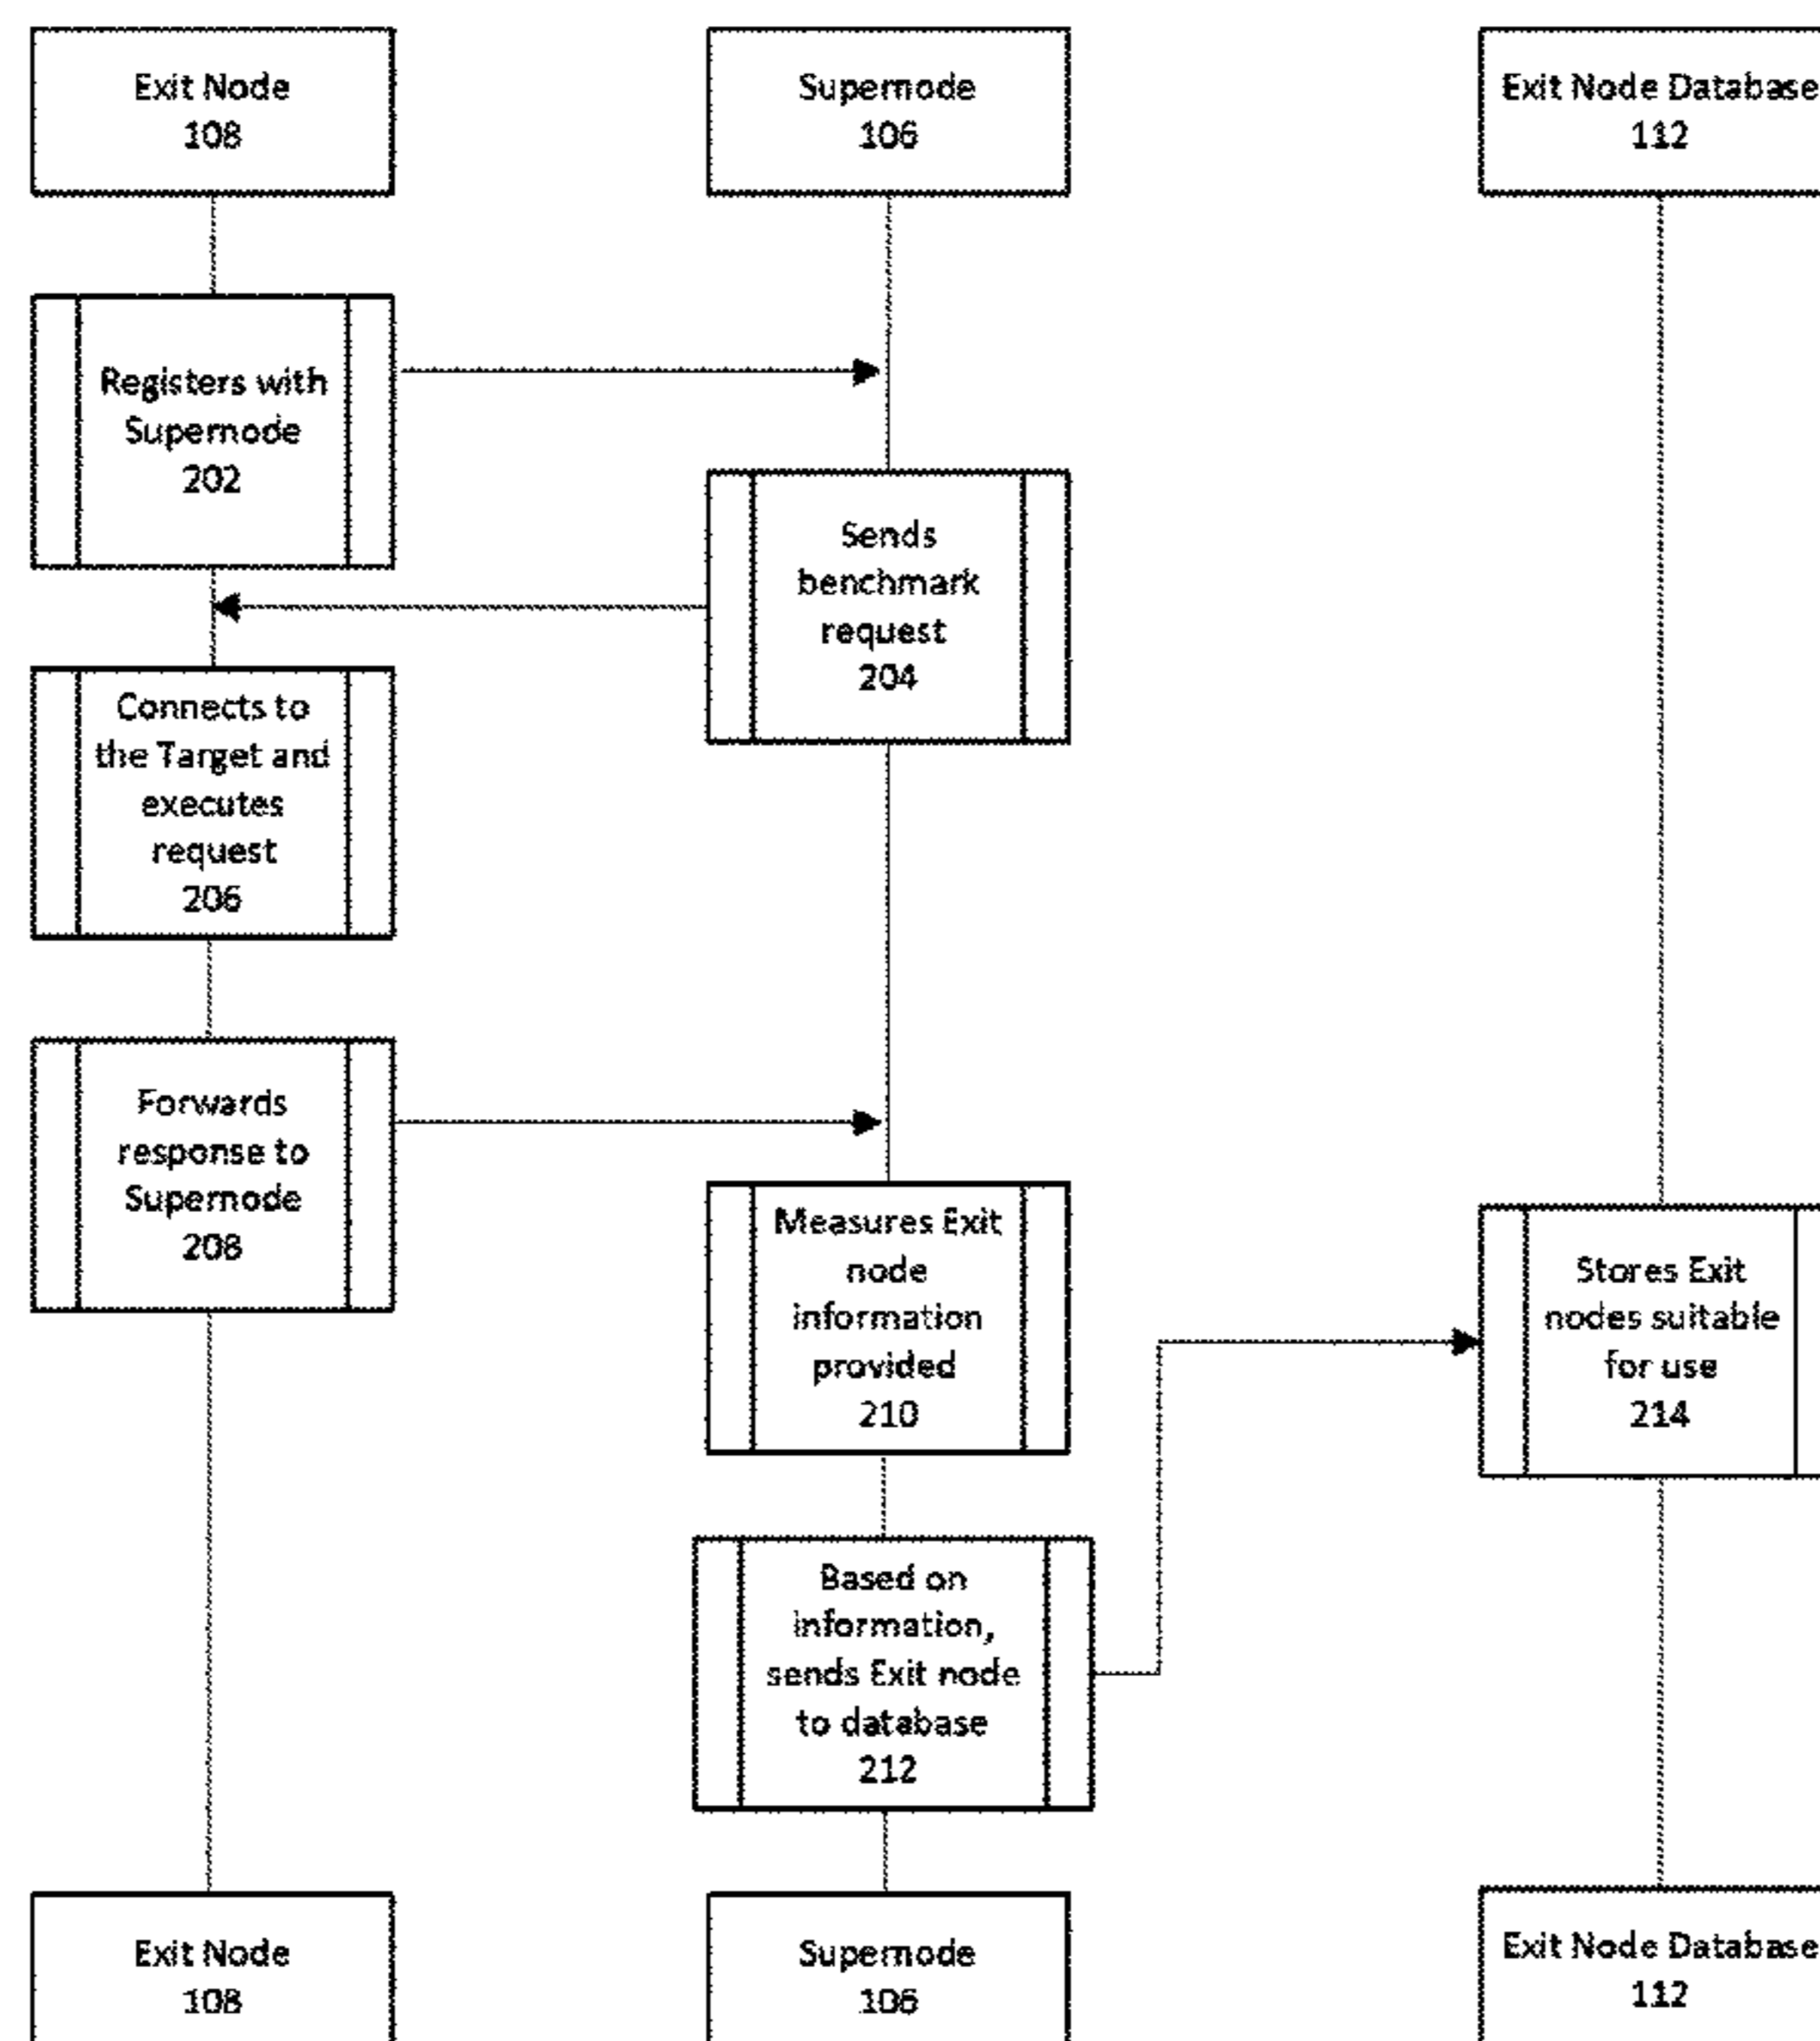 Exit Node
108
Supernode
106
Exit Node Database
112
Registers with
Supernode
202
Sends
benchmark
request
204
Connects to
the Target and
executes
request
206
Forwards
response to
Supernode
208
Measures Exit
node
information
provided
210
Stores Exit
nodes suitable
for use
214
Based on
information,
sends Exit node
to database
212
Exit Node
108
Supernode
106
Exit Node Database
112